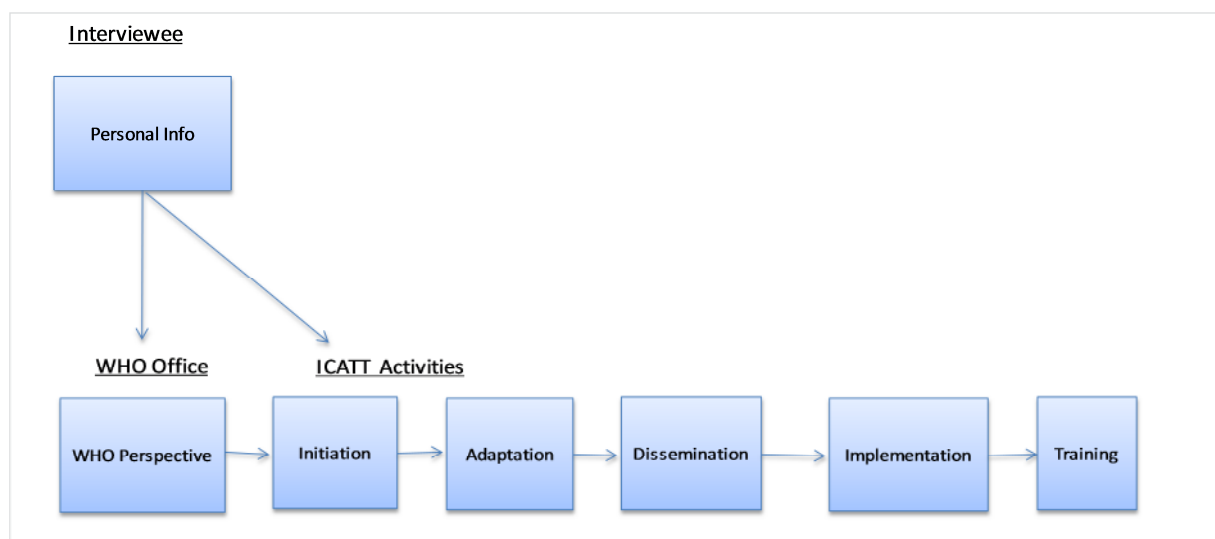 Interviewee
Personal Info
WHO Office
ICATT Activities
WHO Perspective
Initiation
Adaptation
Dissemination
Implementation
Training